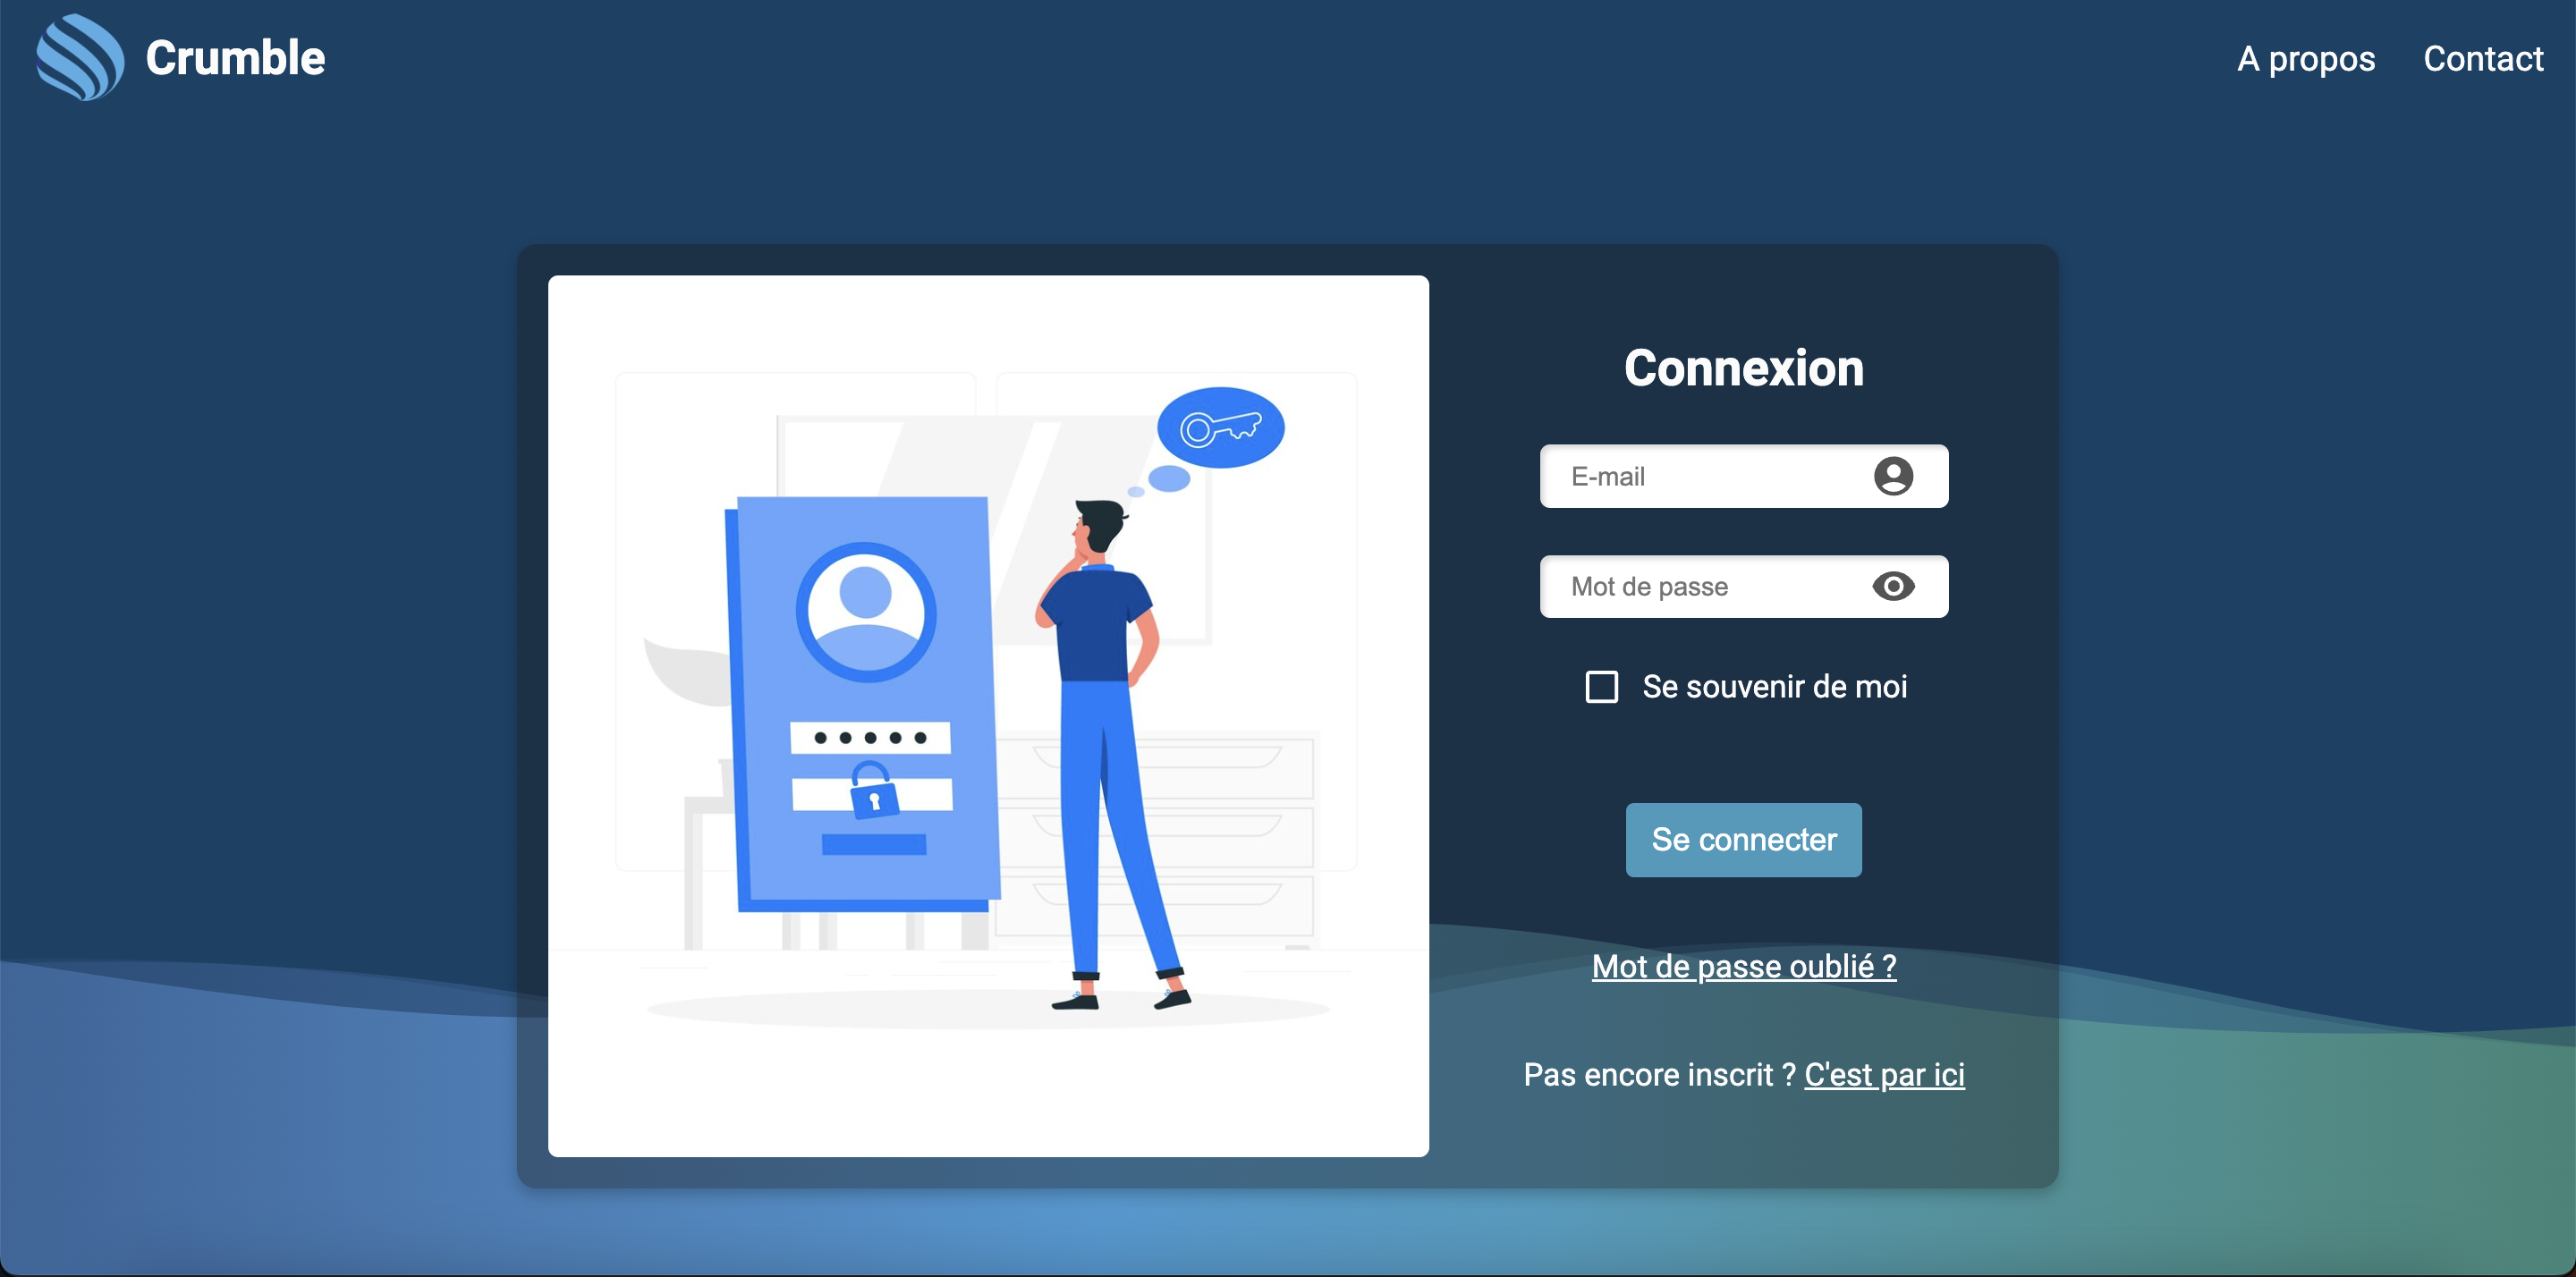 Crumble
A propos
Contact
Connexion
E-mail
Mot de passe
Se souvenir de moi
Se connecter
Mot de passe oublié ?
Pas encore inscrit ? C'est par ici